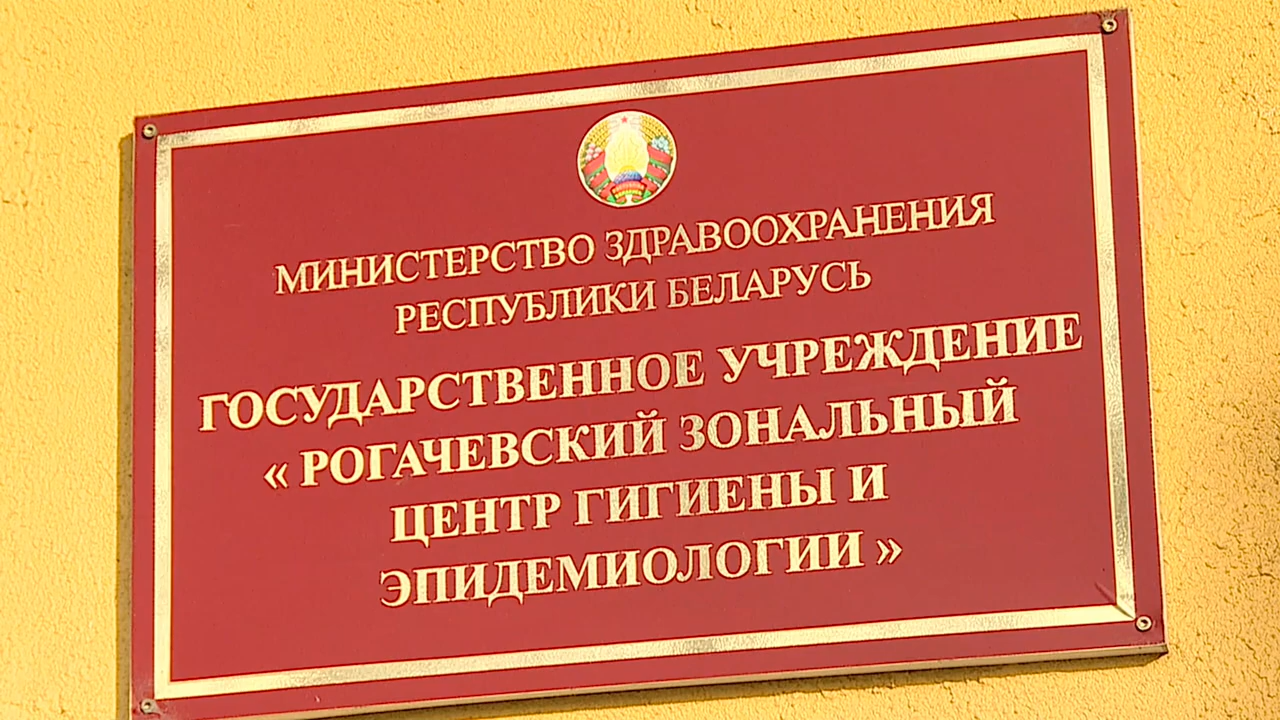 МИНИСТЕРСТВО ЗДРАВООХРАНЕНИЯ
РЕСПУБЛИКИ БЕЛАРУСЬ
ГОСУДАРСТВЕННОЕ УЧРЕЖДЕНИЕ
« РОГАЧЕВСКИЙ ЗОНАЛЬНЫЙ
ЦЕНТР ГИГИЕНЫ И
ЭПИДЕМИОЛОГИИ »